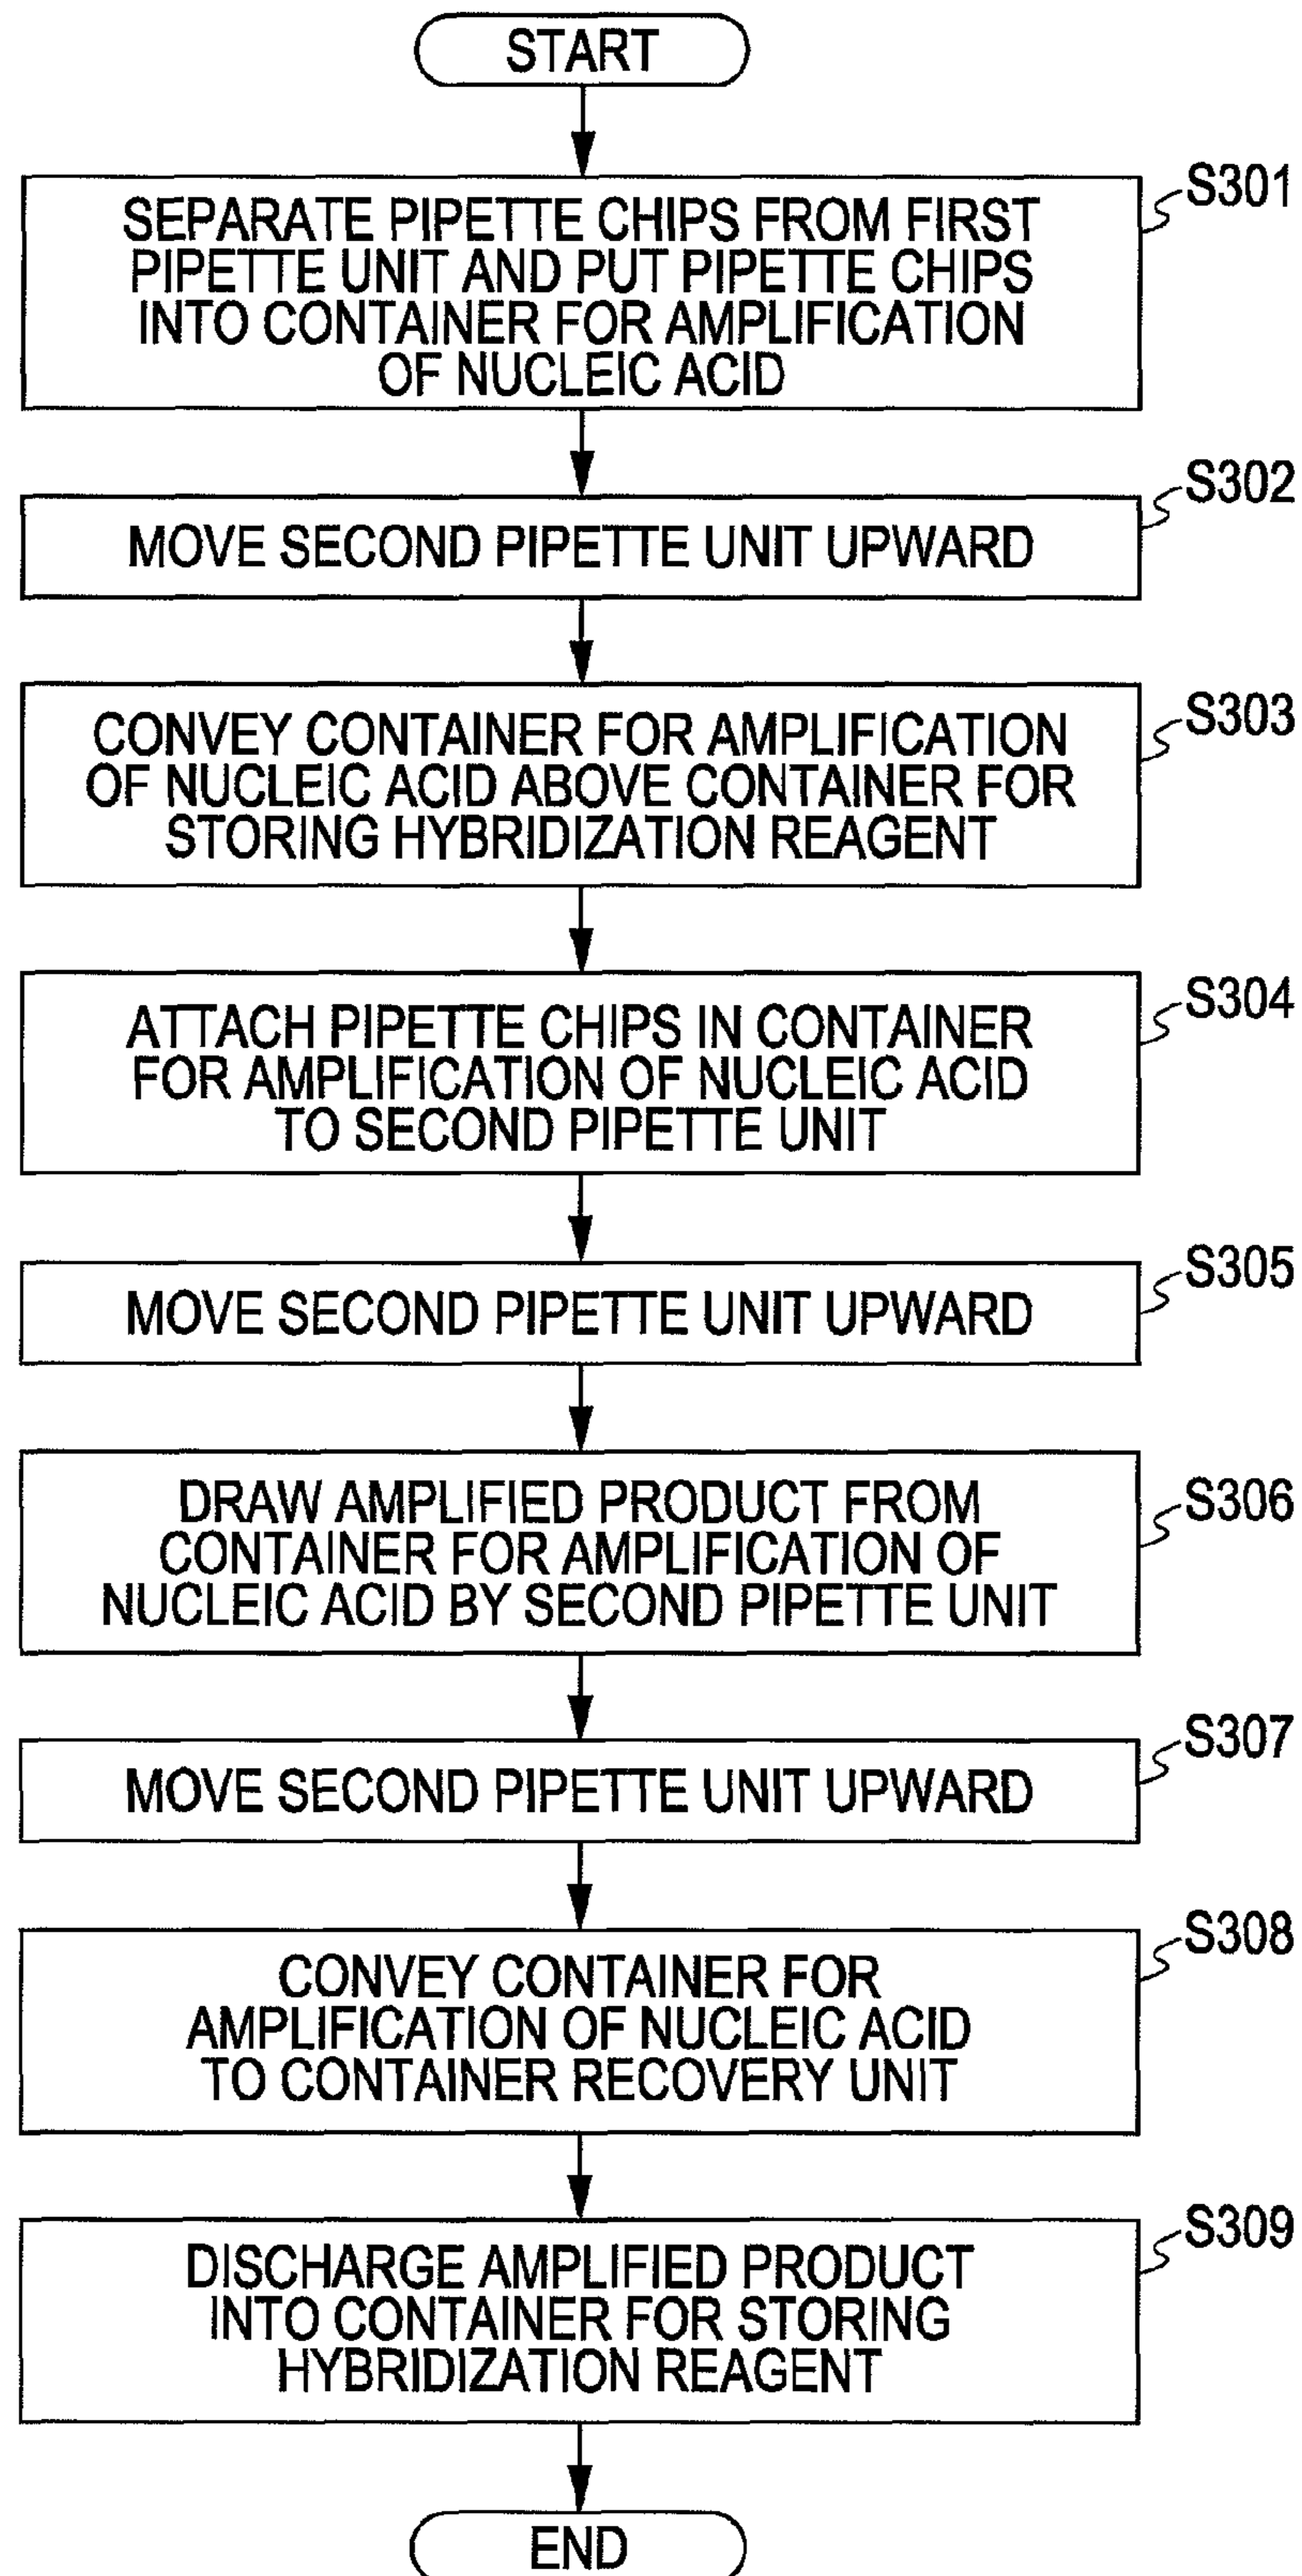 START
S301
SEPARATE PIPETTE CHIPS FROM FIRST
PIPETTE UNIT AND PUT PIPETTE CHIPS
INTO CONTAINER FOR AMPLIFICATION
OF NUCLEIC ACID
S302
MOVE SECOND PIPETTE UNIT UPWARD
S303
CONVEY CONTAINER FOR AMPLIFICATION
OF NUCLEIC ACID ABOVE CONTAINER FOR
STORING HYBRIDIZATION REAGENT
S304
ATTACH PIPETTE CHIPS IN CONTAINER
FOR AMPLIFICATION OF NUCLEIC ACID
TO SECOND PIPETTE UNIT
S305
MOVE SECOND PIPETTE UNIT UPWARD
S306
DRAW AMPLIFIED PRODUCT FROM
CONTAINER FOR AMPLIFICATION OF
NUCLEIC ACID BY SECOND PIPETTE UNIT
S307
MOVE SECOND PIPETTE UNIT UPWARD
S308
CONVEY CONTAINER FOR
AMPLIFICATION OF NUCLEIC ACID
TO CONTAINER RECOVERY UNIT
S309
DISCHARGE AMPLIFIED PRODUCT
INTO CONTAINER FOR STORING
HYBRIDIZATION REAGENT
END